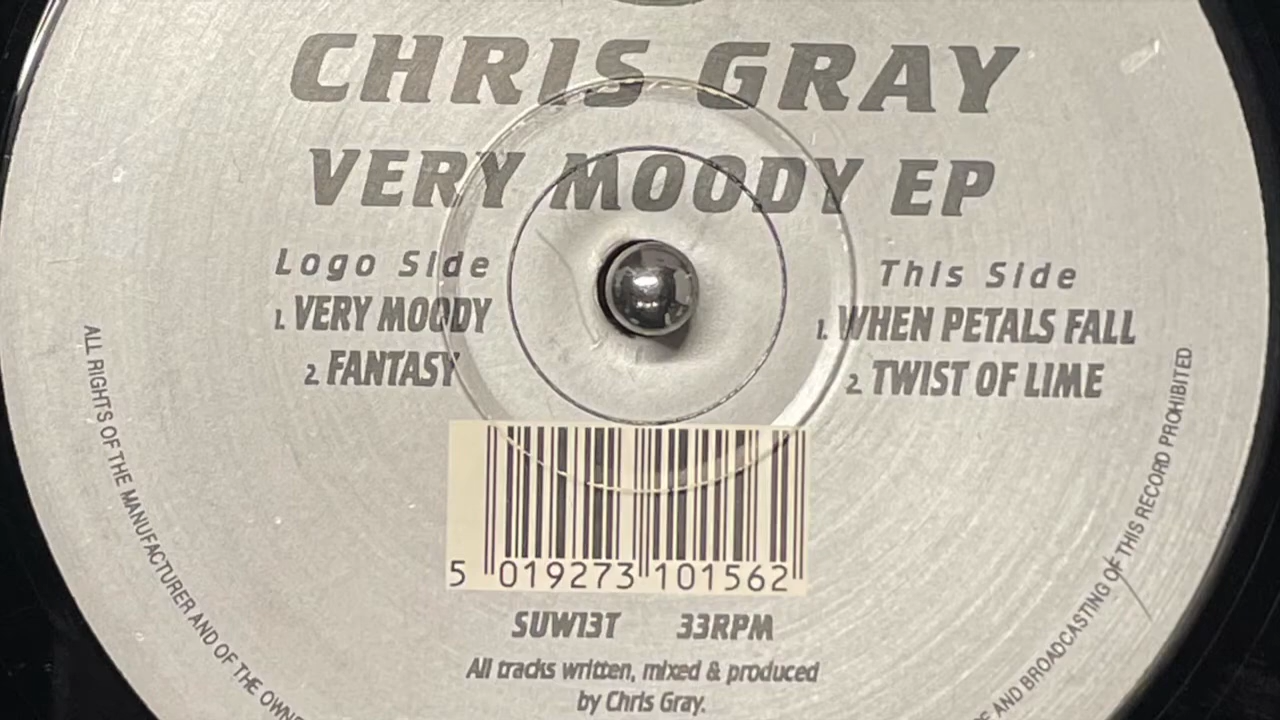 CHRIS GRAY
VERY MOODY EP
Logo Side
1. VERY MOODY
2. FANTASY
This Side
1. WHEN PETALS FALL
2. TWIST OF LIME
5 019273 101562
SUW13T 33RPM
All tracks written, mixed & produced
by Chris Gray.
ALL RIGHTS OF THE MANUFACTURER AND OF THE
AND BROADCASTING OF THIS RECORD PROHIBITED